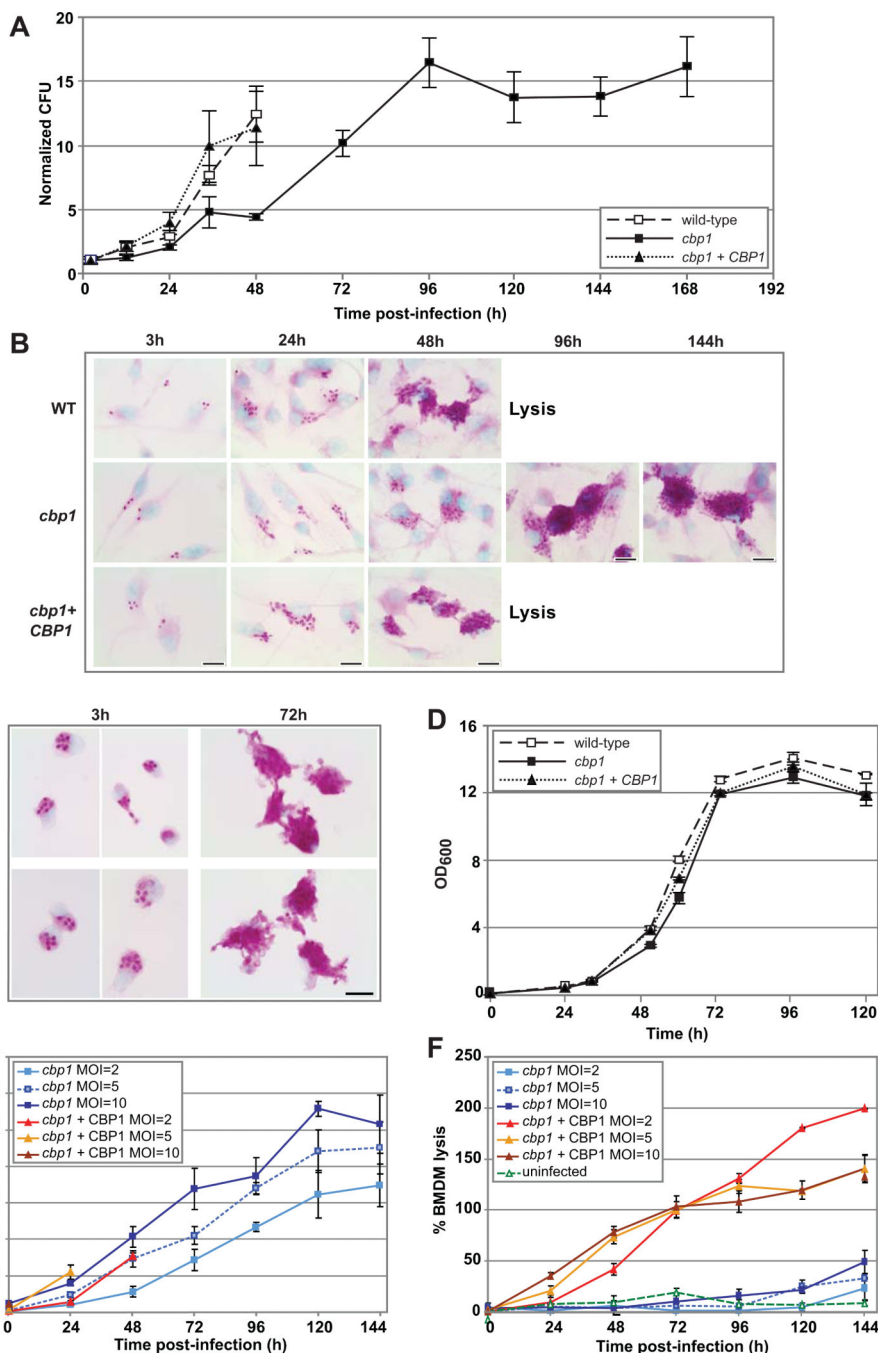 A
Normalized CFU
20
15
10
5
0
0 24 48 72 96 120 144 168 192
Time post-infection (h)
wild-type
cbp1
cbp1 + CBP1
B
3h 24h 48h 96h 144h
WT
Lysis
cbp1
cbp1+
CBP1
Lysis
3h 72h
D
OD600
16
12
8
4
0
0 24 48 72 96 120
Time (h)
wild-type
cbp1
cbp1 + CBP1
cbp1 MOI=2
cbp1 MOI=5
cbp1 MOI=10
cbp1 + CBP1 MOI=2
cbp1 + CBP1 MOI=5
cbp1 + CBP1 MOI=10
0 24 48 72 96 120 144
Time post-infection (h)
F
% BMDM lysis
250
200
150
100
50
0
cbp1 MOI=2
cbp1 MOI=5
cbp1 MOI=10
cbp1 + CBP1 MOI=2
cbp1 + CBP1 MOI=5
cbp1 + CBP1 MOI=10
uninfected
0 24 48 72 96 120 144
Time post-infection (h)